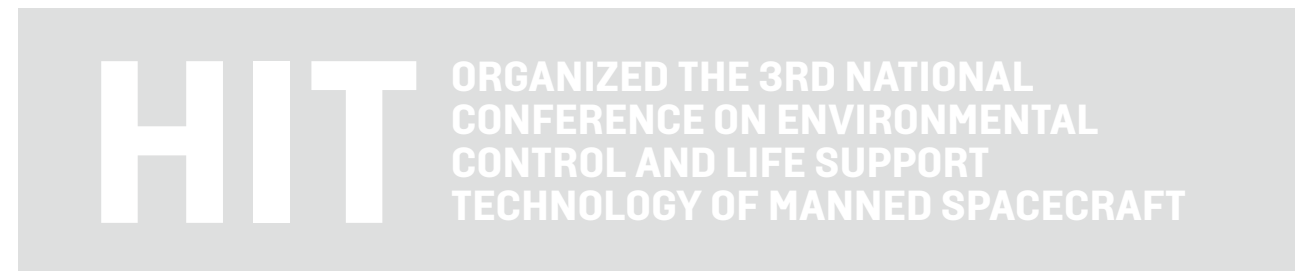 HIT
ORGANIZED THE 3RD NATIONAL
CONFERENCE ON ENVIRONMENTAL
CONTROL AND LIFE SUPPORT
TECHNOLOGY OF MANNED SPACECRAFT